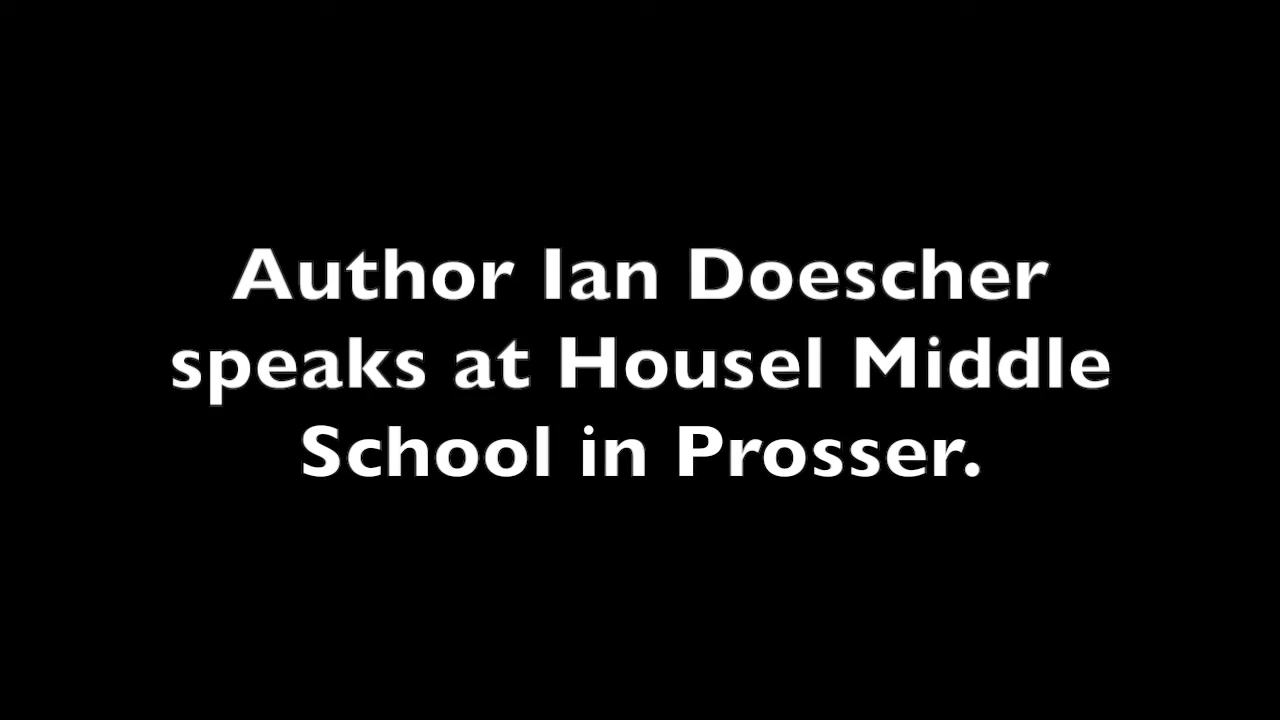 Author Ian Doescher
speaks at Housel Middle
School in Prosser.